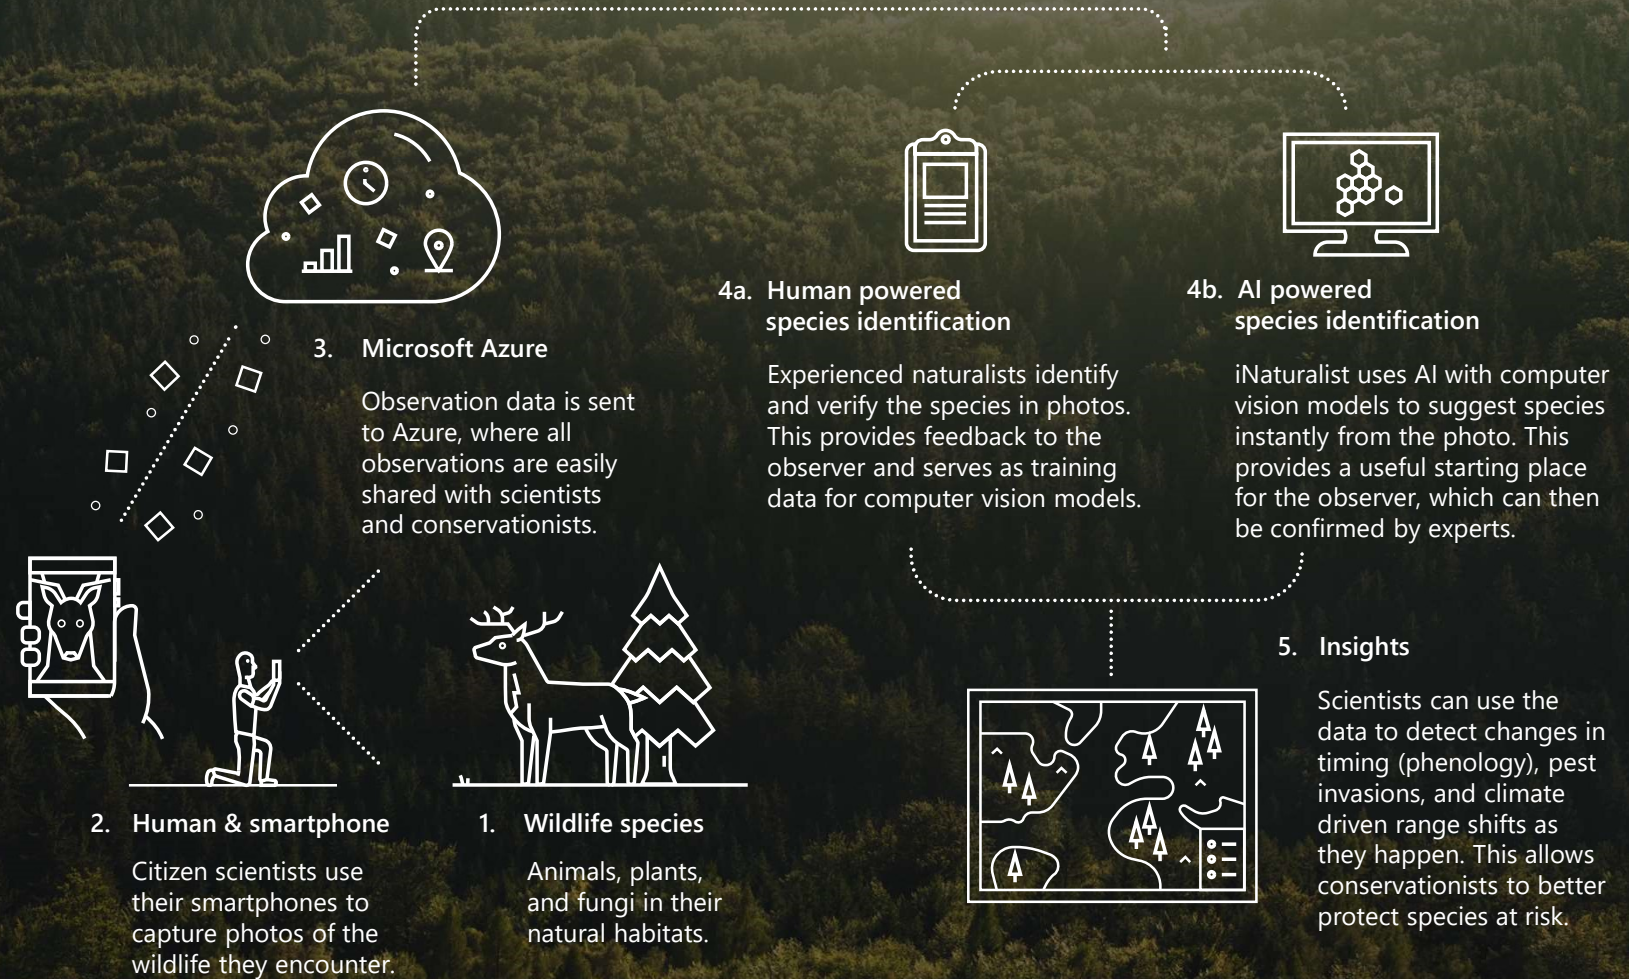 3. Microsoft Azure
Observation data is sent
to Azure, where all
observations are easily
shared with scientists
and conservationists.
4a. Human powered
species identification
Experienced naturalists identify
and verify the species in photos.
This provides feedback to the
observer and serves as training
data for computer vision models.
4b. AI powered
species identification
iNaturalist uses AI with computer
vision models to suggest species
instantly from the photo. This
provides a useful starting place
for the observer, which can then
be confirmed by experts.
2. Human & smartphone
Citizen scientists use
their smartphones to
capture photos of the
wildlife they encounter.
1. Wildlife species
Animals, plants,
and fungi in their
natural habitats.
5. Insights
Scientists can use the
data to detect changes in
timing (phenology), pest
invasions, and climate
driven range shifts as
they happen. This allows
conservationists to better
protect species at risk.